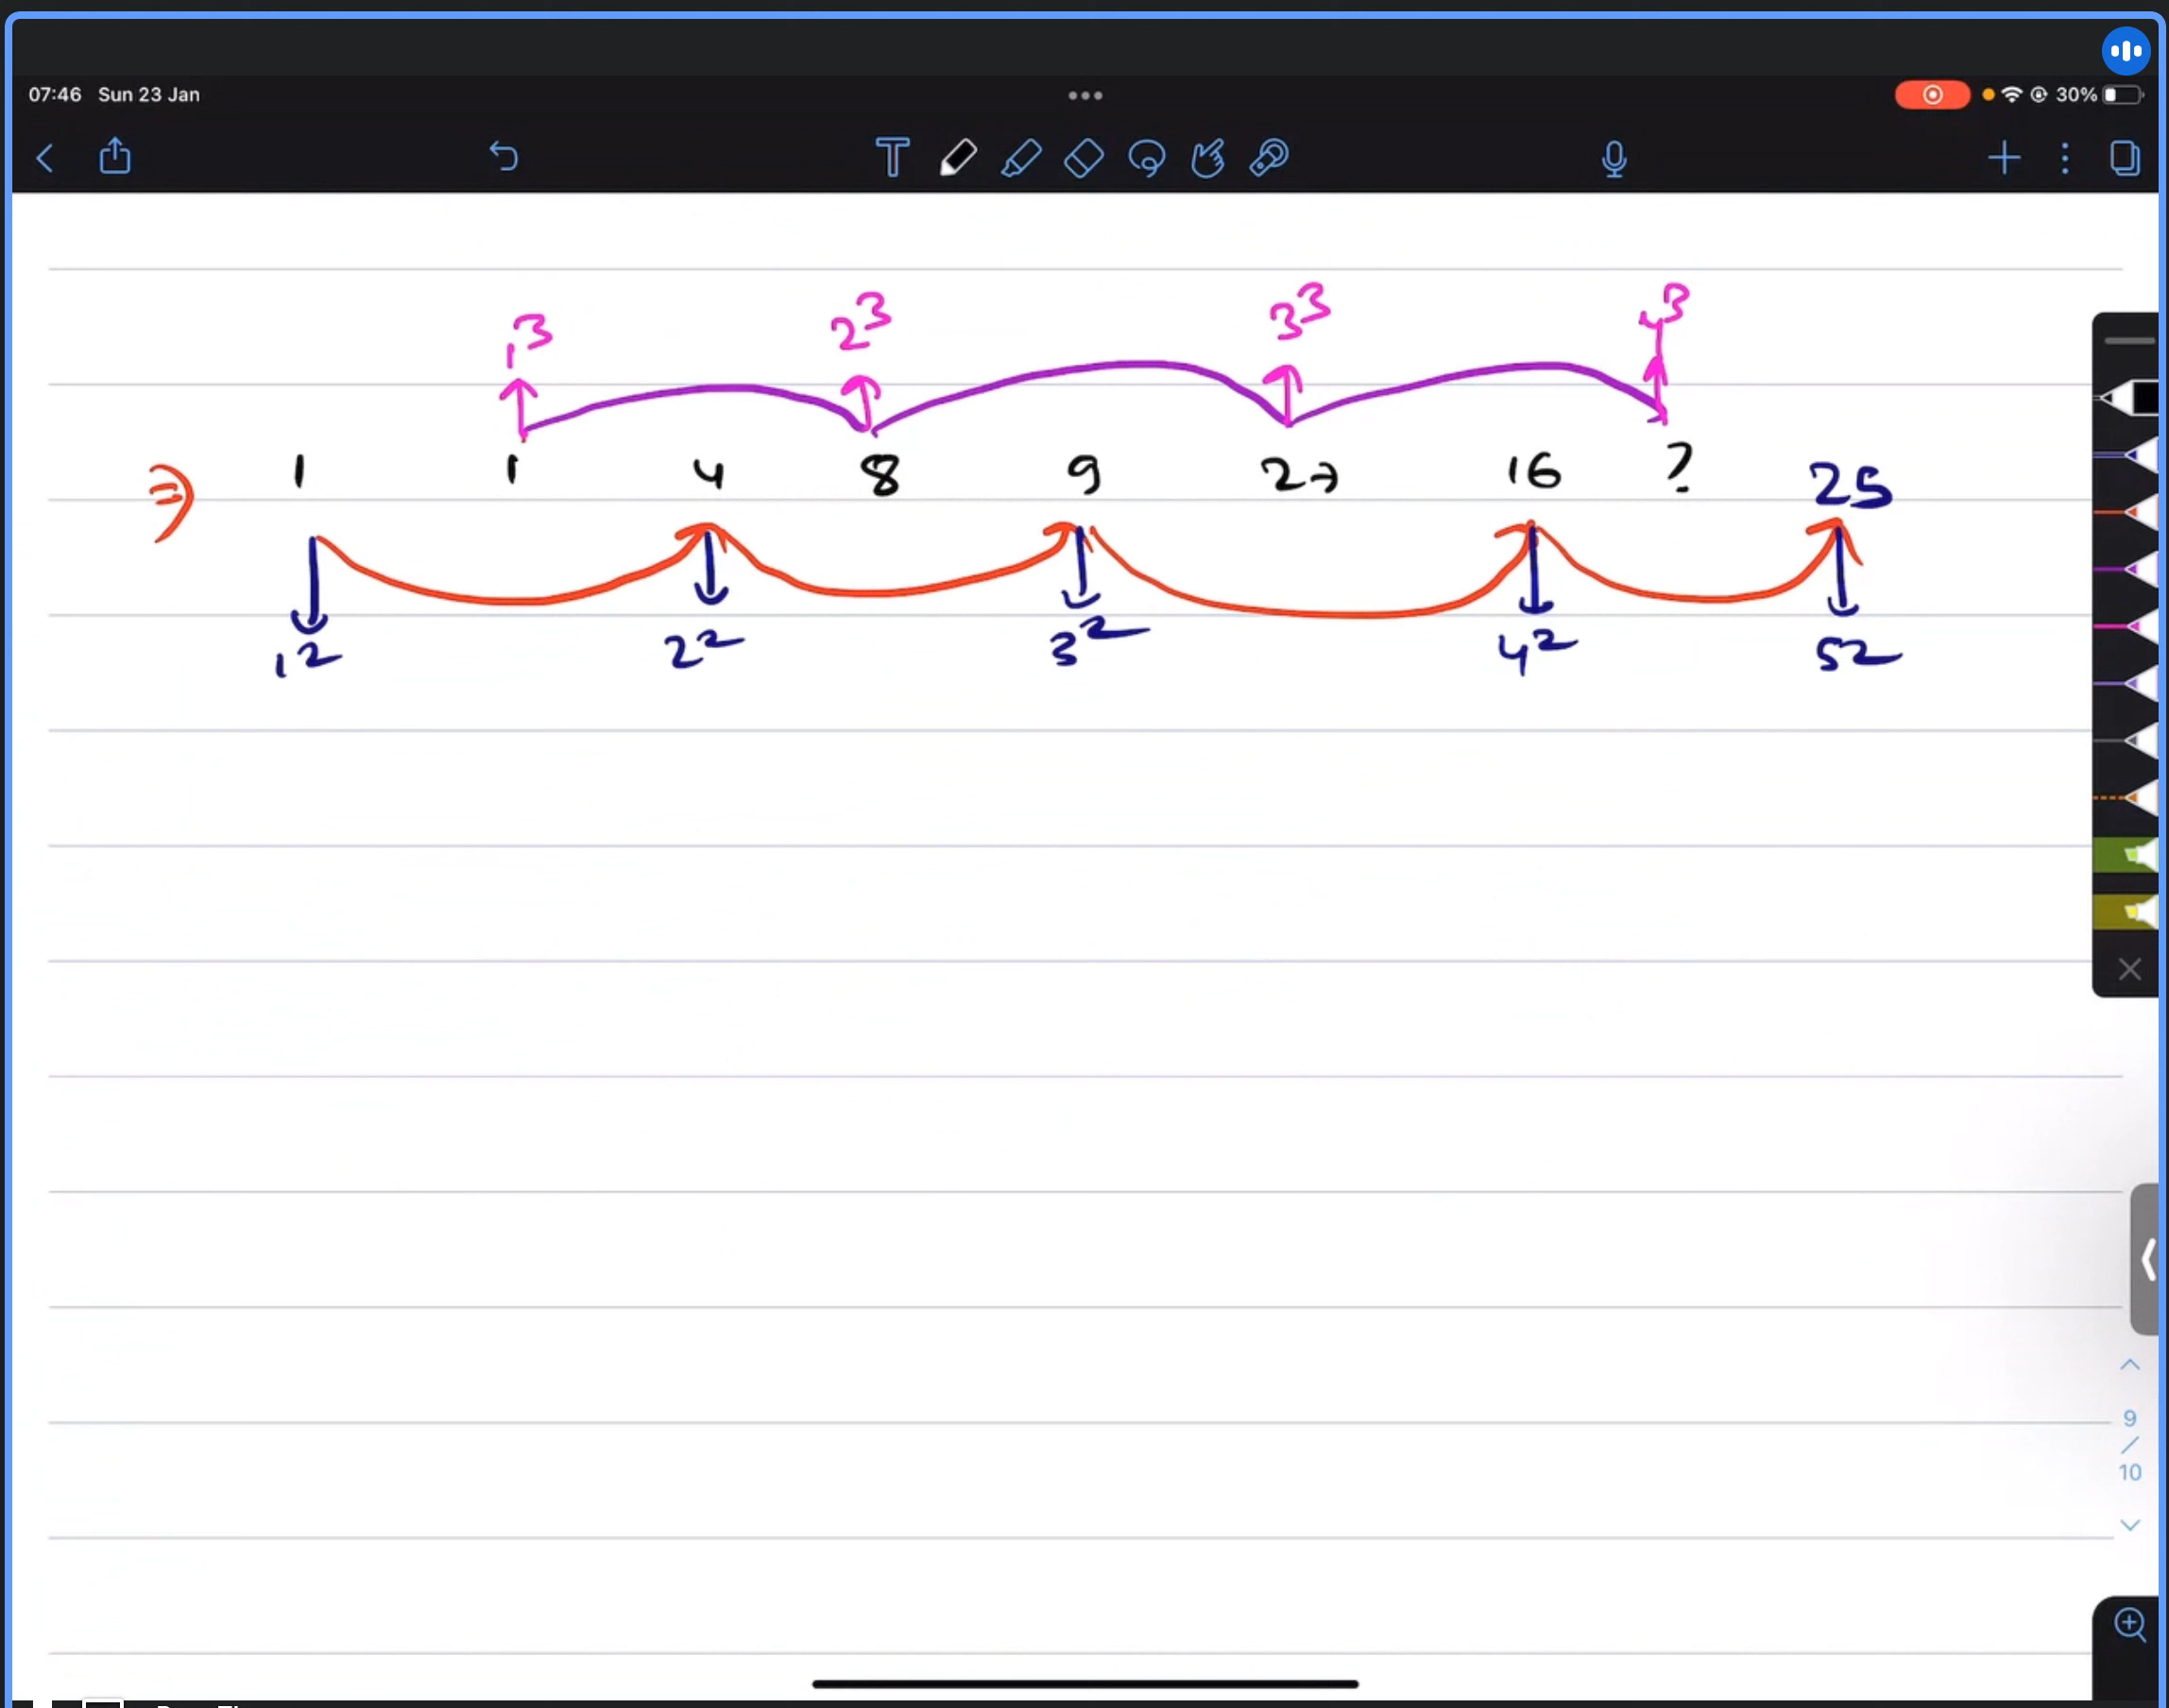 07:46 Sun 23 Jan
30%
1³ 2³ 3³ 4³
1 1 4 8 9 27 16 ? 25
1² 2² 3² 4² 5²
9
/
10